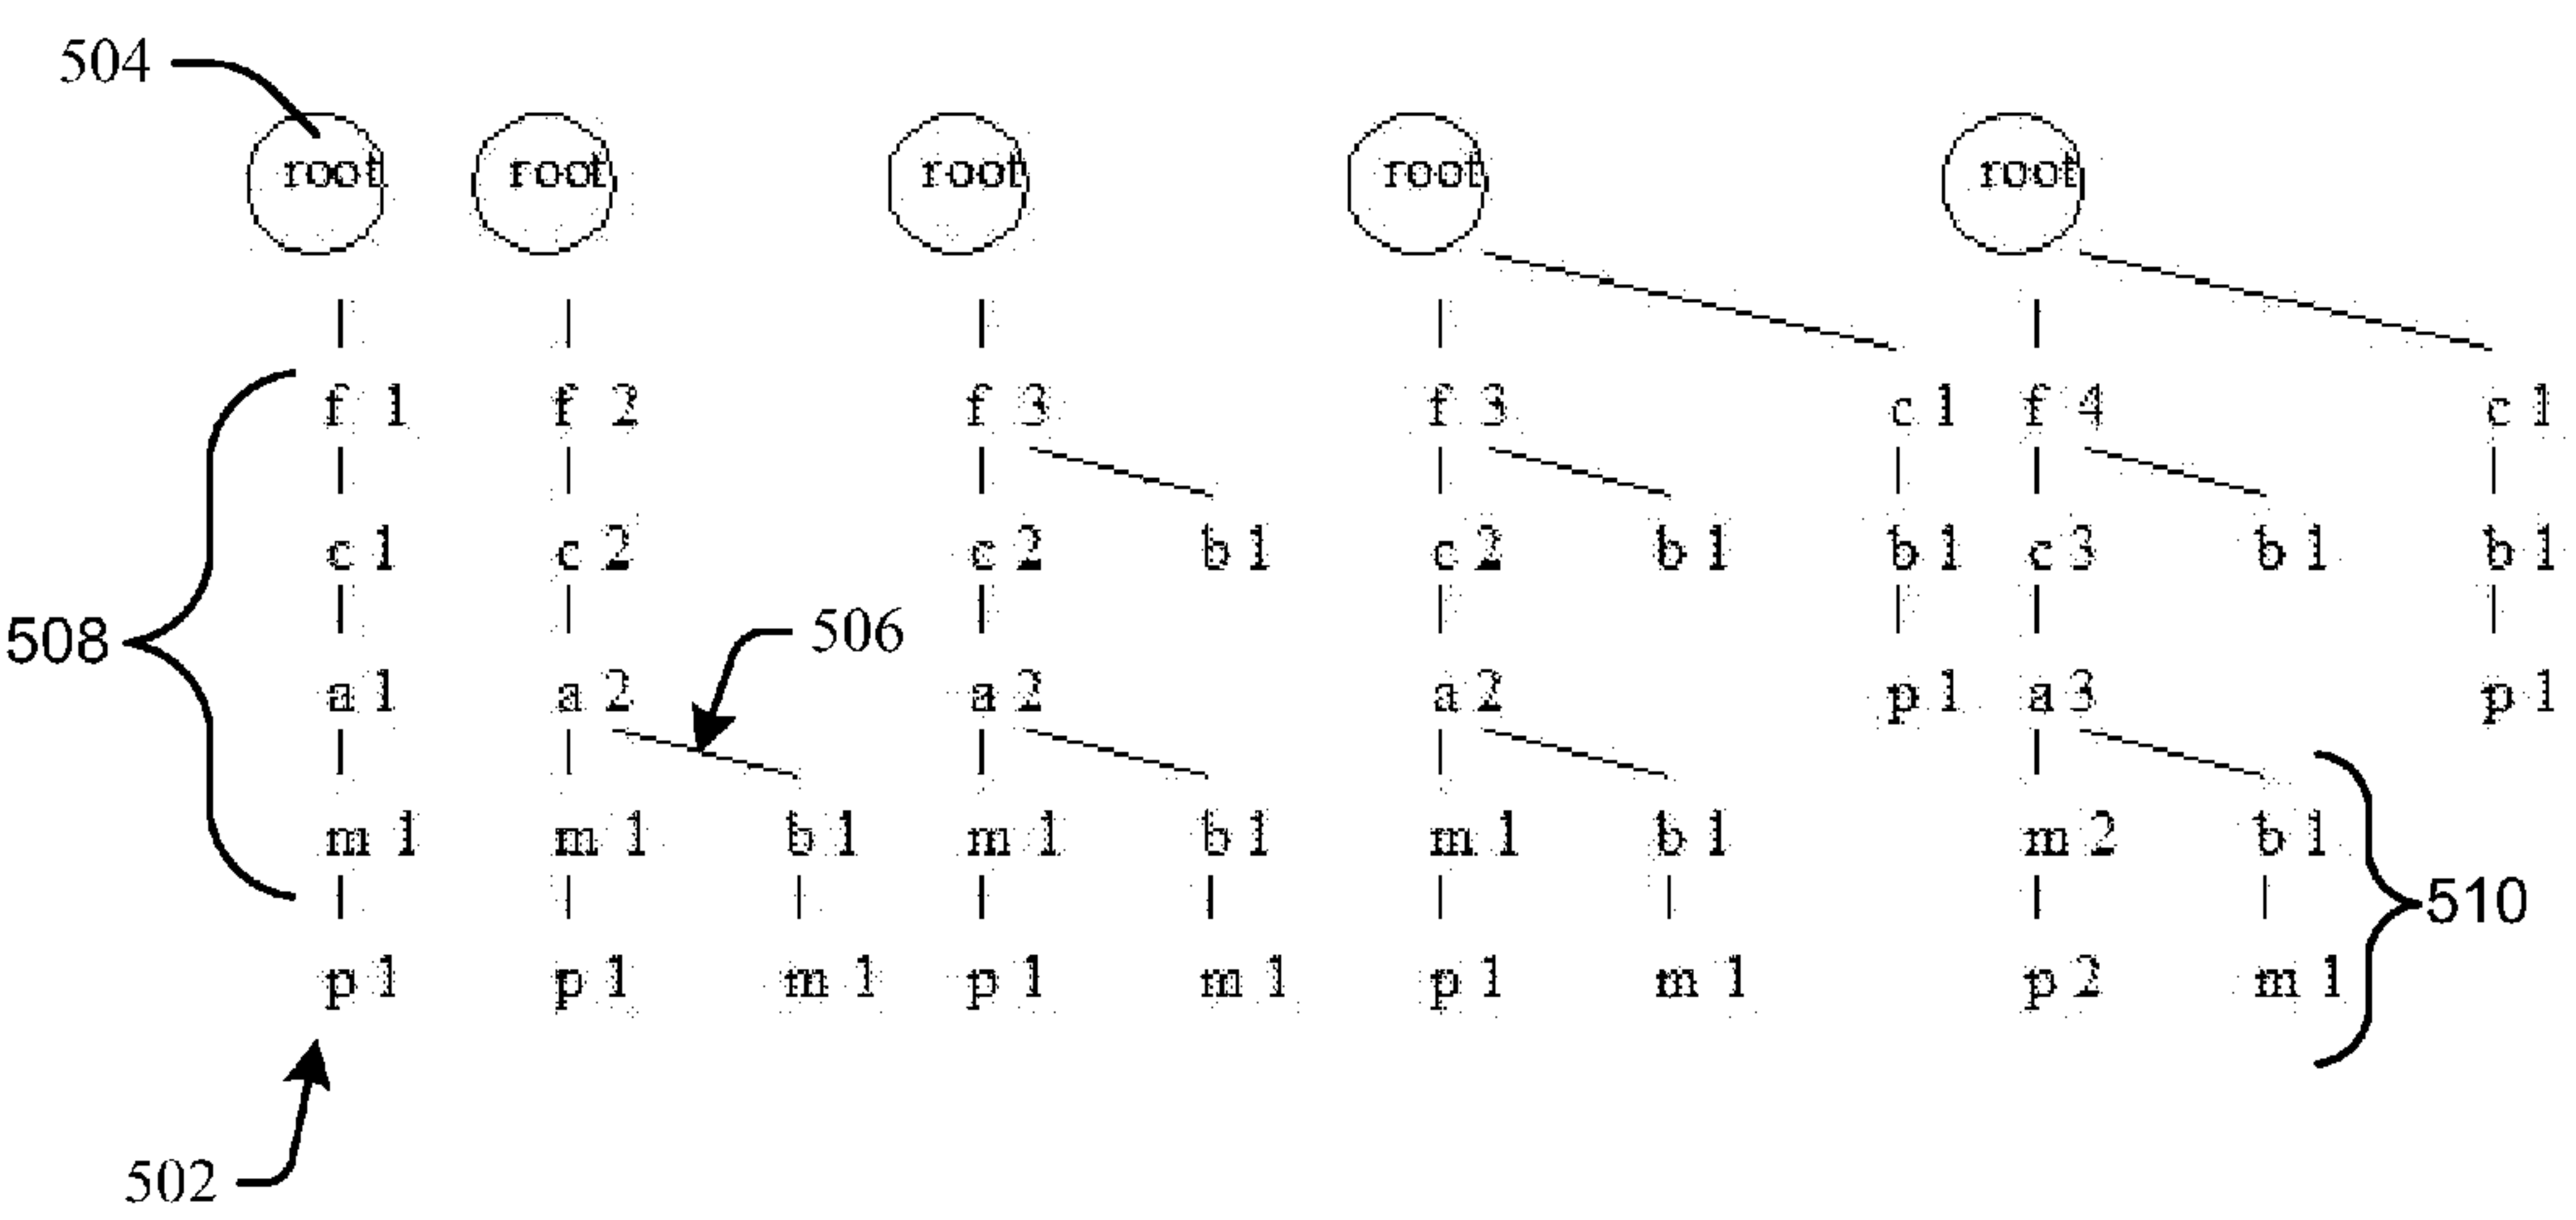 504
root root root root root
f 1 f 2 f 3 f 3 c 1 f 4 c 1
c 1 c 2 c 2 b 1 c 2 b 1 b 1 c 3 b 1 b 1
508 506
a 1 a 2 a 2 a 2 p 1 a 3 p 1
m 1 m 1 b 1 m 1 b 1 m 1 b 1 m 2 b 1
510
p 1 p 1 m 1 p 1 m 1 p 1 m 1 p 2 m 1
502